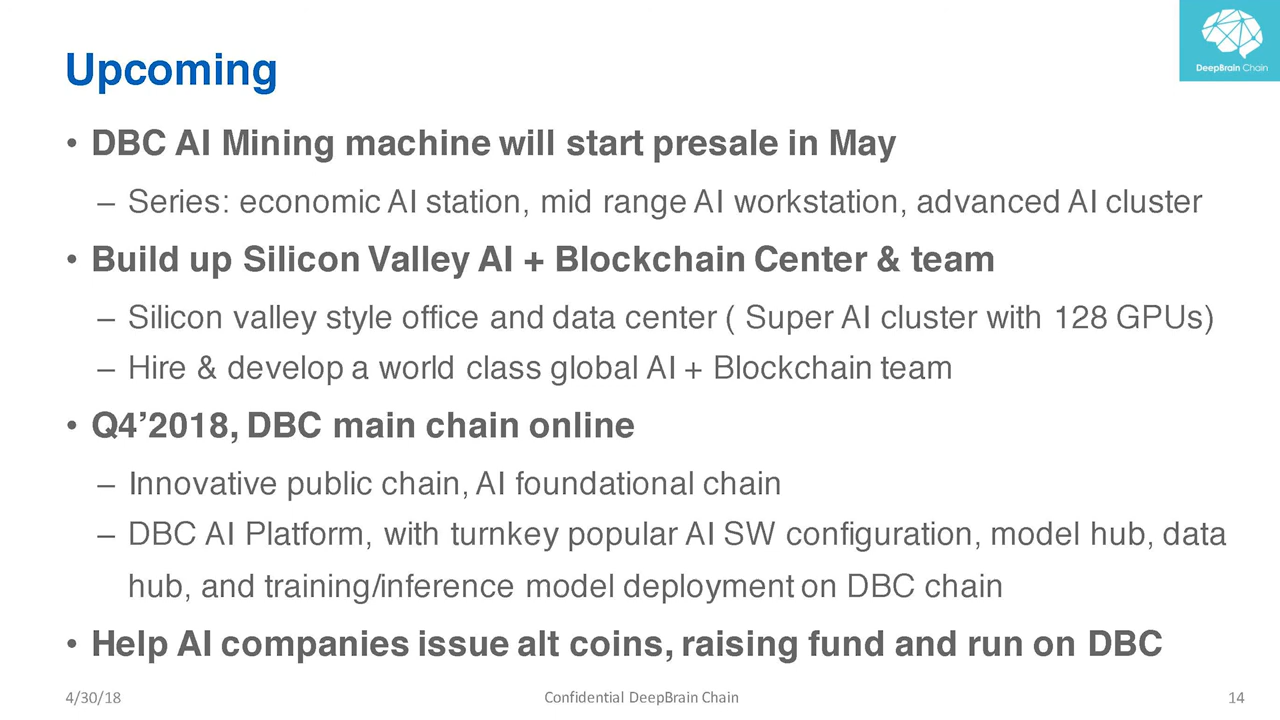 DeepBrain Chain
Upcoming
• DBC AI Mining machine will start presale in May
– Series: economic AI station, mid range AI workstation, advanced AI cluster
• Build up Silicon Valley AI + Blockchain Center & team
– Silicon valley style office and data center ( Super AI cluster with 128 GPUs)
– Hire & develop a world class global AI + Blockchain team
• Q4’2018, DBC main chain online
– Innovative public chain, AI foundational chain
– DBC AI Platform, with turnkey popular AI SW configuration, model hub, data
hub, and training/inference model deployment on DBC chain
• Help AI companies issue alt coins, raising fund and run on DBC
4/30/18
Confidential DeepBrain Chain
14